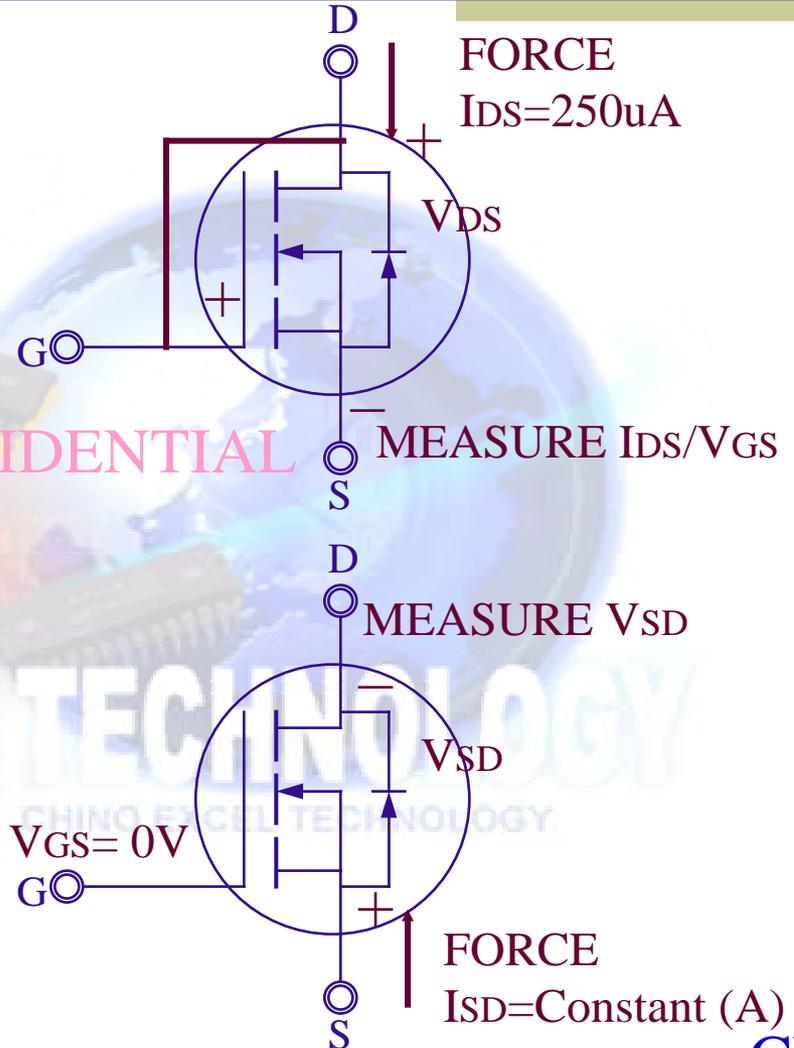 D
FORCE
IDS=250uA
+
VDS
+
G
−
IDENTIAL
MEASURE IDS/VGS
S
D
MEASURE VSD
−
TECHNOLOGY
VSD
CHINO EXCEL TECHNOLOGY
VGS= 0V
G
+
FORCE
ISD=Constant (A)
S